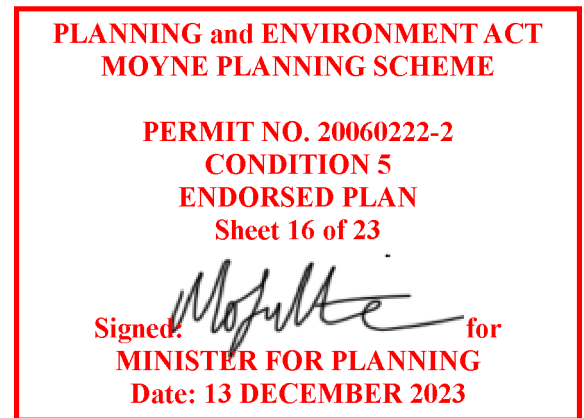 PLANNING and ENVIRONMENT ACT
MOYNE PLANNING SCHEME
PERMIT NO. 20060222-2
CONDITION 5
ENDORSED PLAN
Sheet 16 of 23
Signed: for
MINISTER FOR PLANNING
Date: 13 DECEMBER 2023